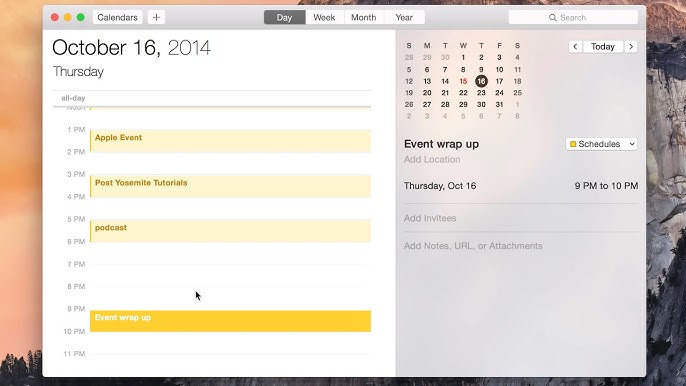 Calendars
+
Day Week Month Year
Search
October 16, 2014
Thursday
all-day
Noon
1 PM
Apple Event
2 PM
3 PM
Post Yosemite Tutorials
4 PM
5 PM
podcast
6 PM
7 PM
8 PM
9 PM
Event wrap up
10 PM
11 PM
< Today >
S M T W T F S
28 29 30 1 2 3 4
5 6 7 8 9 10 11
12 13 14 15 16 17 18
19 20 21 22 23 24 25
26 27 28 29 30 31 1
2 3 4 5 6 7 8
Event wrap up
Schedules
Add Location
Thursday, Oct 16 9 PM to 10 PM
Add Invitees
Add Notes, URL, or Attachments